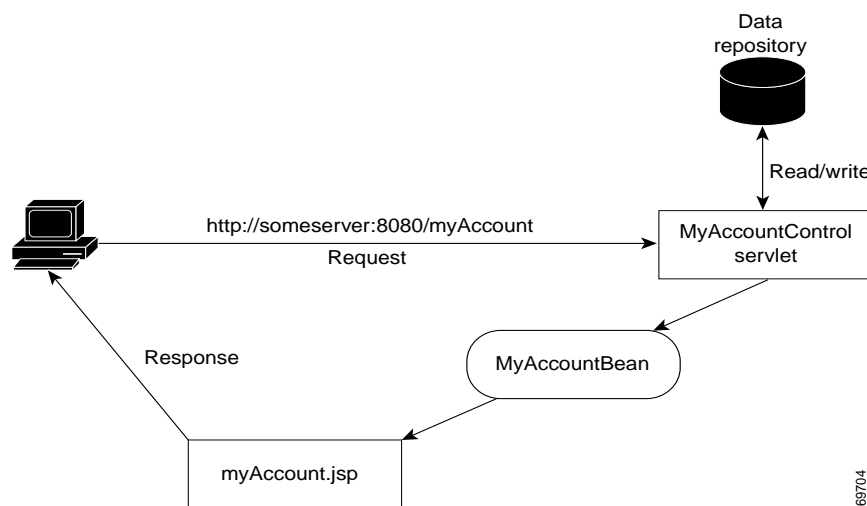 Data
repository
Read/write
http://someserver:8080/myAccount
Request
MyAccountControl
servlet
MyAccountBean
Response
myAccount.jsp
69704